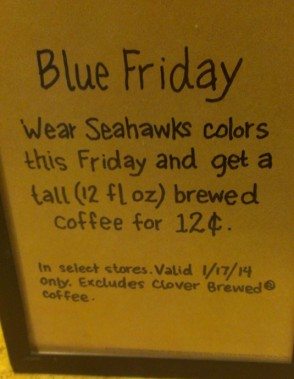 Blue Friday
Wear Seahawks colors
this Friday and get a
tall (12 fl oz) brewed
coffee for 12¢.
In select stores. Valid 1/17/14
only. Excludes Clover Brewed®
coffee.